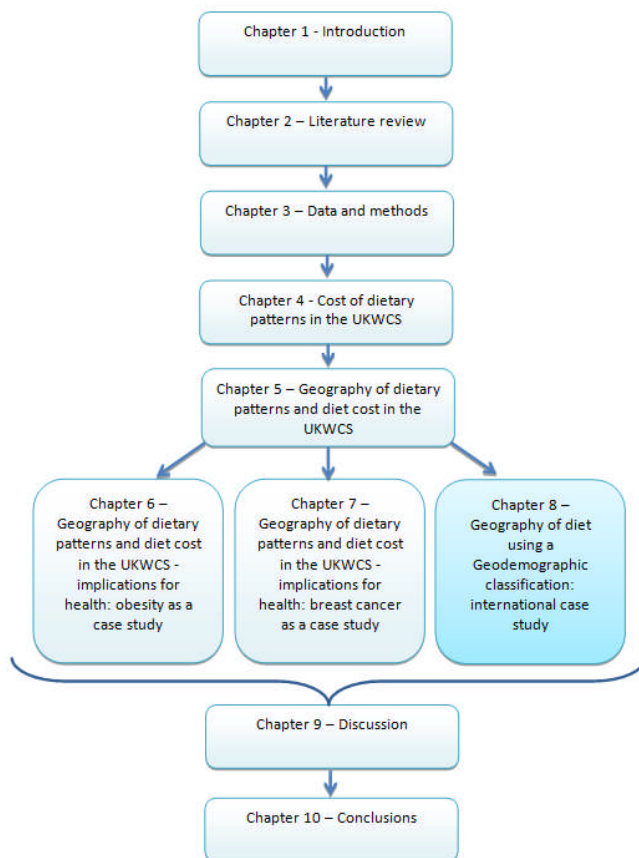 Chapter 1 - Introduction
Chapter 2 – Literature review
Chapter 3 – Data and methods
Chapter 4 - Cost of dietary
patterns in the UKWCS
Chapter 5 – Geography of dietary
patterns and diet cost in the
UKWCS
Chapter 6 –
Geography of dietary
patterns and diet cost
in the UKWCS -
implications for
health: obesity as a
case study
Chapter 7 –
Geography of dietary
patterns and diet cost
in the UKWCS -
implications for
health: breast cancer
as a case study
Chapter 8 –
Geography of diet
using a
Geodemographic
classification:
international case
study
Chapter 9 – Discussion
Chapter 10 – Conclusions